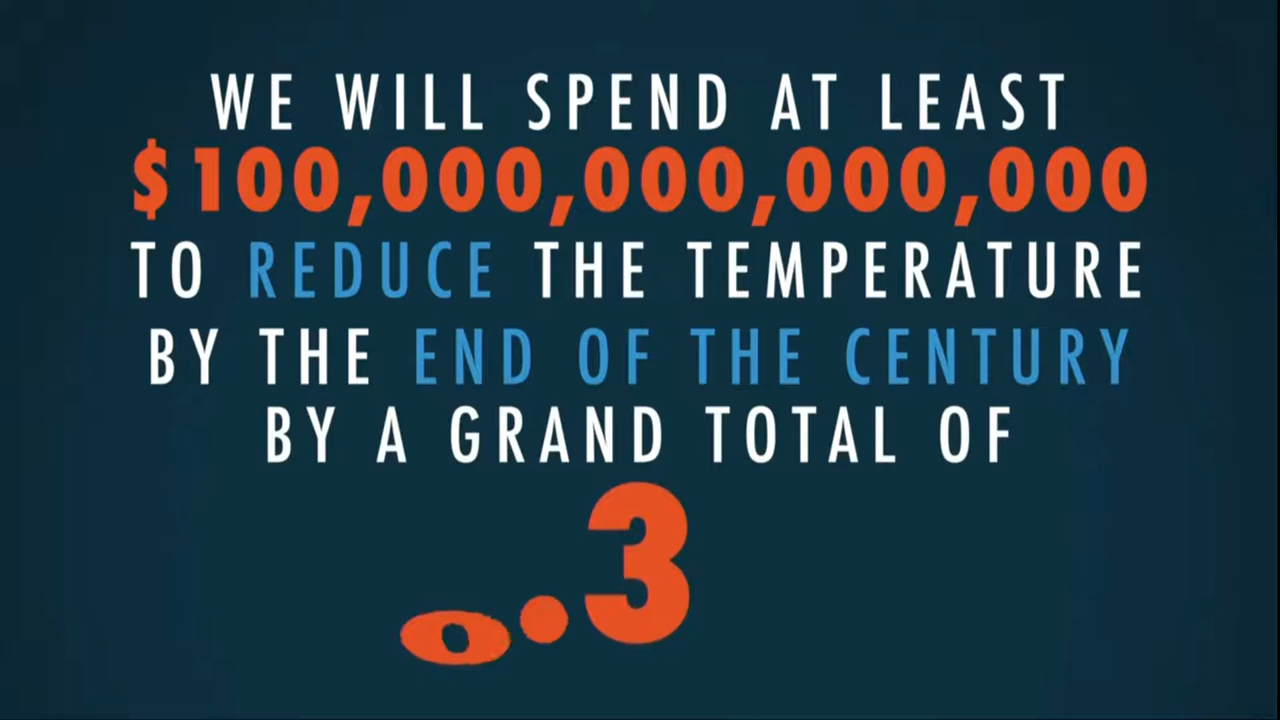 WE WILL SPEND AT LEAST
$100,000,000,000,000
TO REDUCE THE TEMPERATURE
BY THE END OF THE CENTURY
BY A GRAND TOTAL OF
0.3